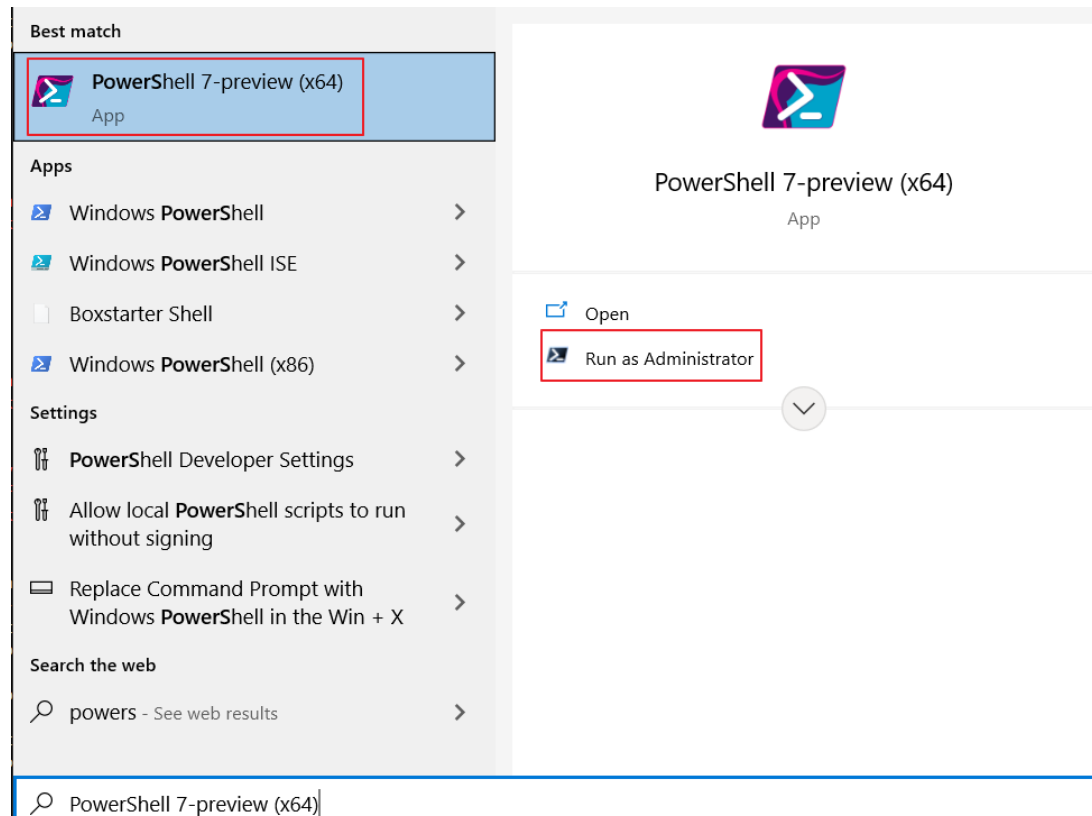 Best match
PowerShell 7-preview (x64)
App
Apps
Windows PowerShell
Windows PowerShell ISE
Boxstarter Shell
Windows PowerShell (x86)
Settings
PowerShell Developer Settings
Allow local PowerShell scripts to run
without signing
Replace Command Prompt with
Windows PowerShell in the Win + X
Search the web
powers - See web results
PowerShell 7-preview (x64)
App
Open
Run as Administrator
PowerShell 7-preview (x64)